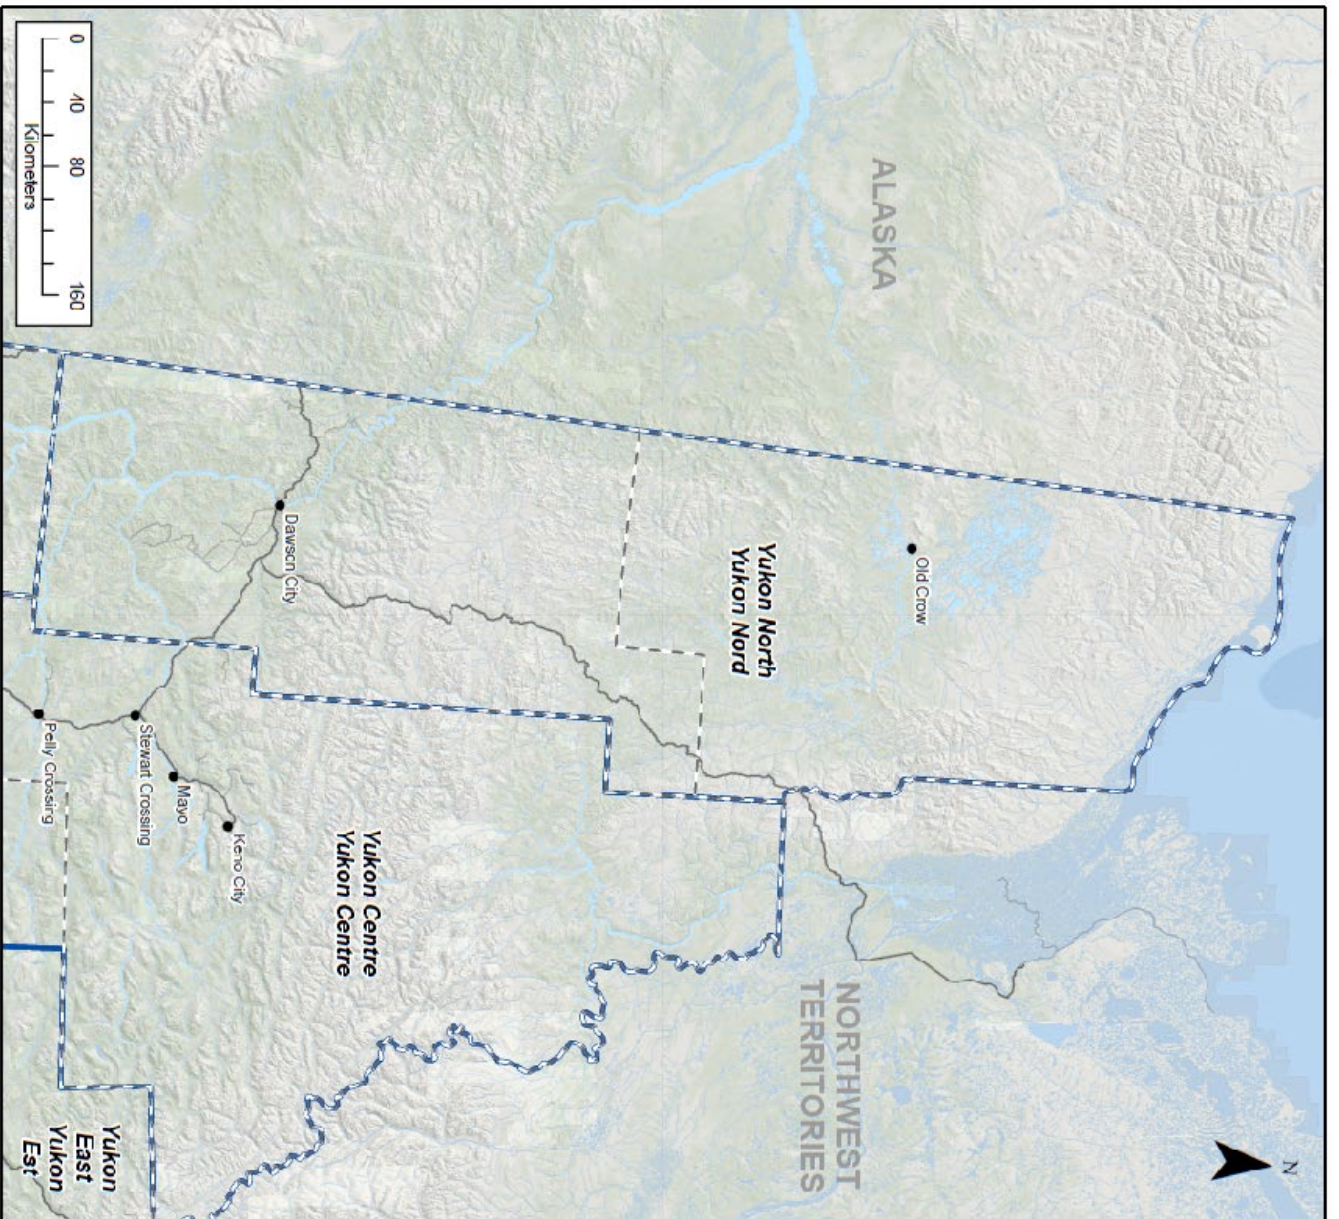 ALASKA
Old Crow
Yukon North
Yukon Nord
Dawson City
NORTHWEST
TERRITORIES
Keno City
Mayo
Stewart Crossing
Pelly Crossing
Yukon Centre
Yukon Centre
Yukon
East
Yukon
Est
N
0 40 80 160
Kilometers